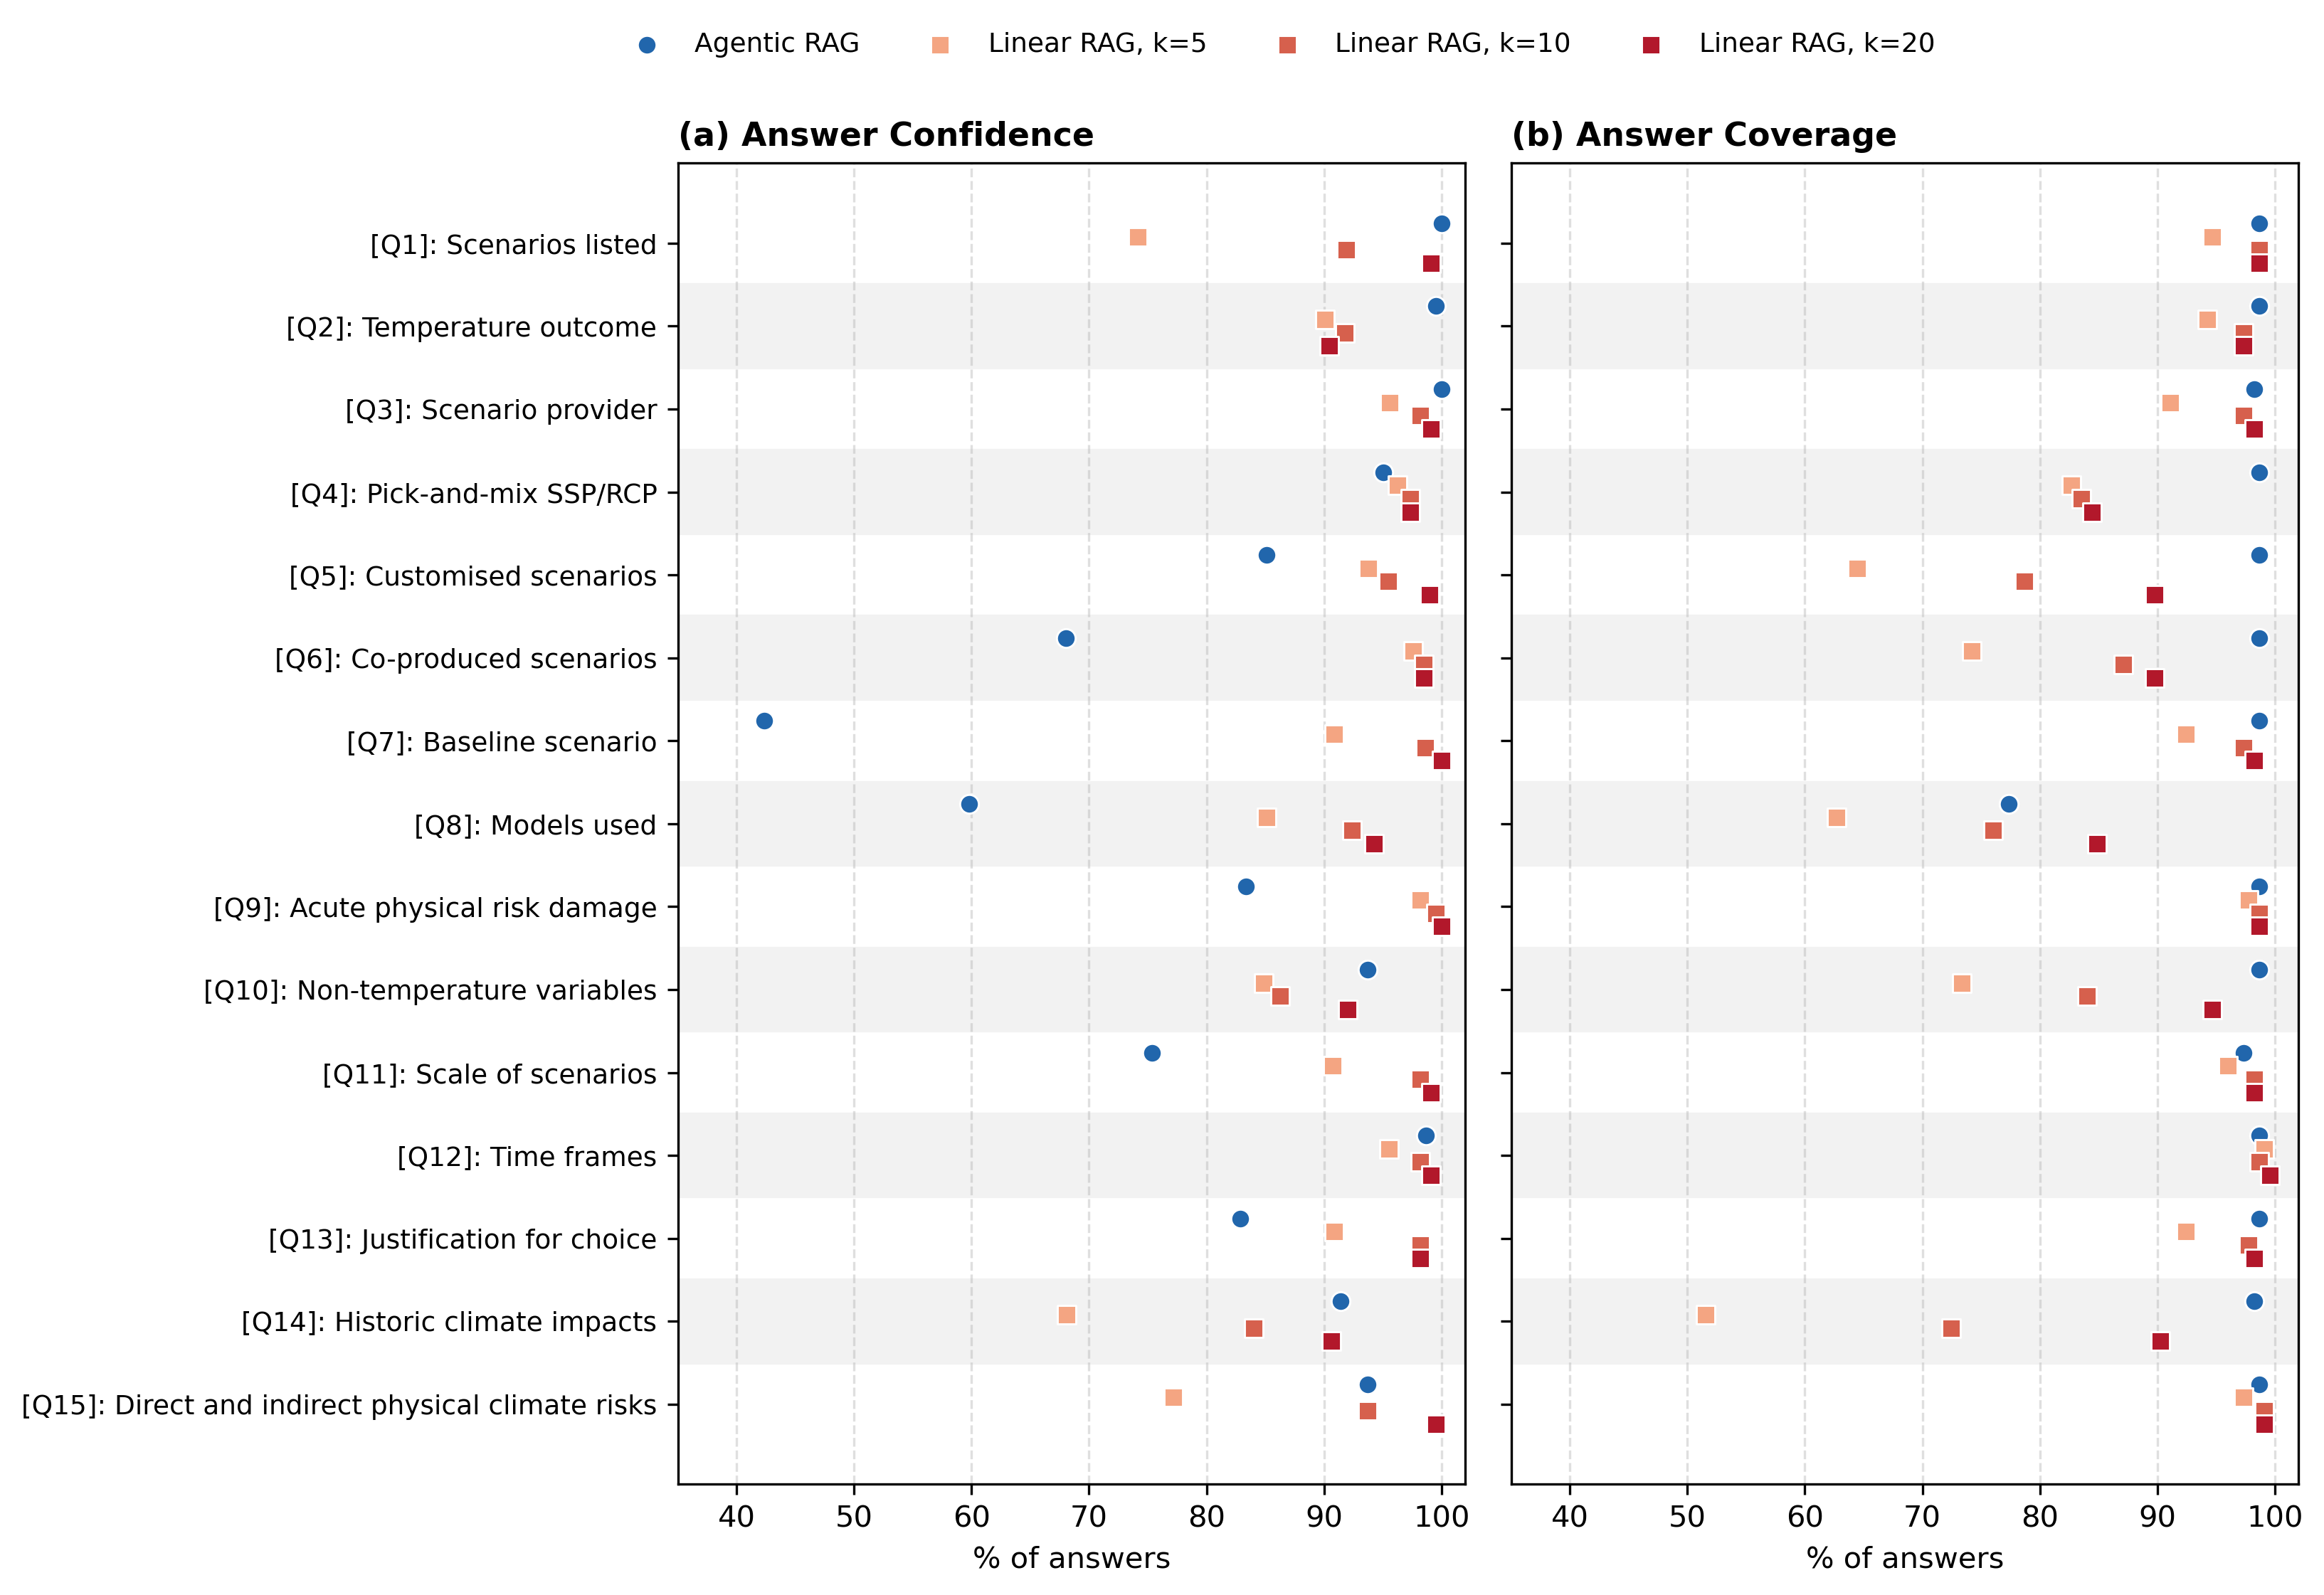 Agentic RAG Linear RAG, k=5 Linear RAG, k=10 Linear RAG, k=20
(a) Answer Confidence (b) Answer Coverage
[Q1]: Scenarios listed
[Q2]: Temperature outcome
[Q3]: Scenario provider
[Q4]: Pick-and-mix SSP/RCP
[Q5]: Customised scenarios
[Q6]: Co-produced scenarios
[Q7]: Baseline scenario
[Q8]: Models used
[Q9]: Acute physical risk damage
[Q10]: Non-temperature variables
[Q11]: Scale of scenarios
[Q12]: Time frames
[Q13]: Justification for choice
[Q14]: Historic climate impacts
[Q15]: Direct and indirect physical climate risks
40 50 60 70 80 90 100 40 50 60 70 80 90 100
% of answers % of answers